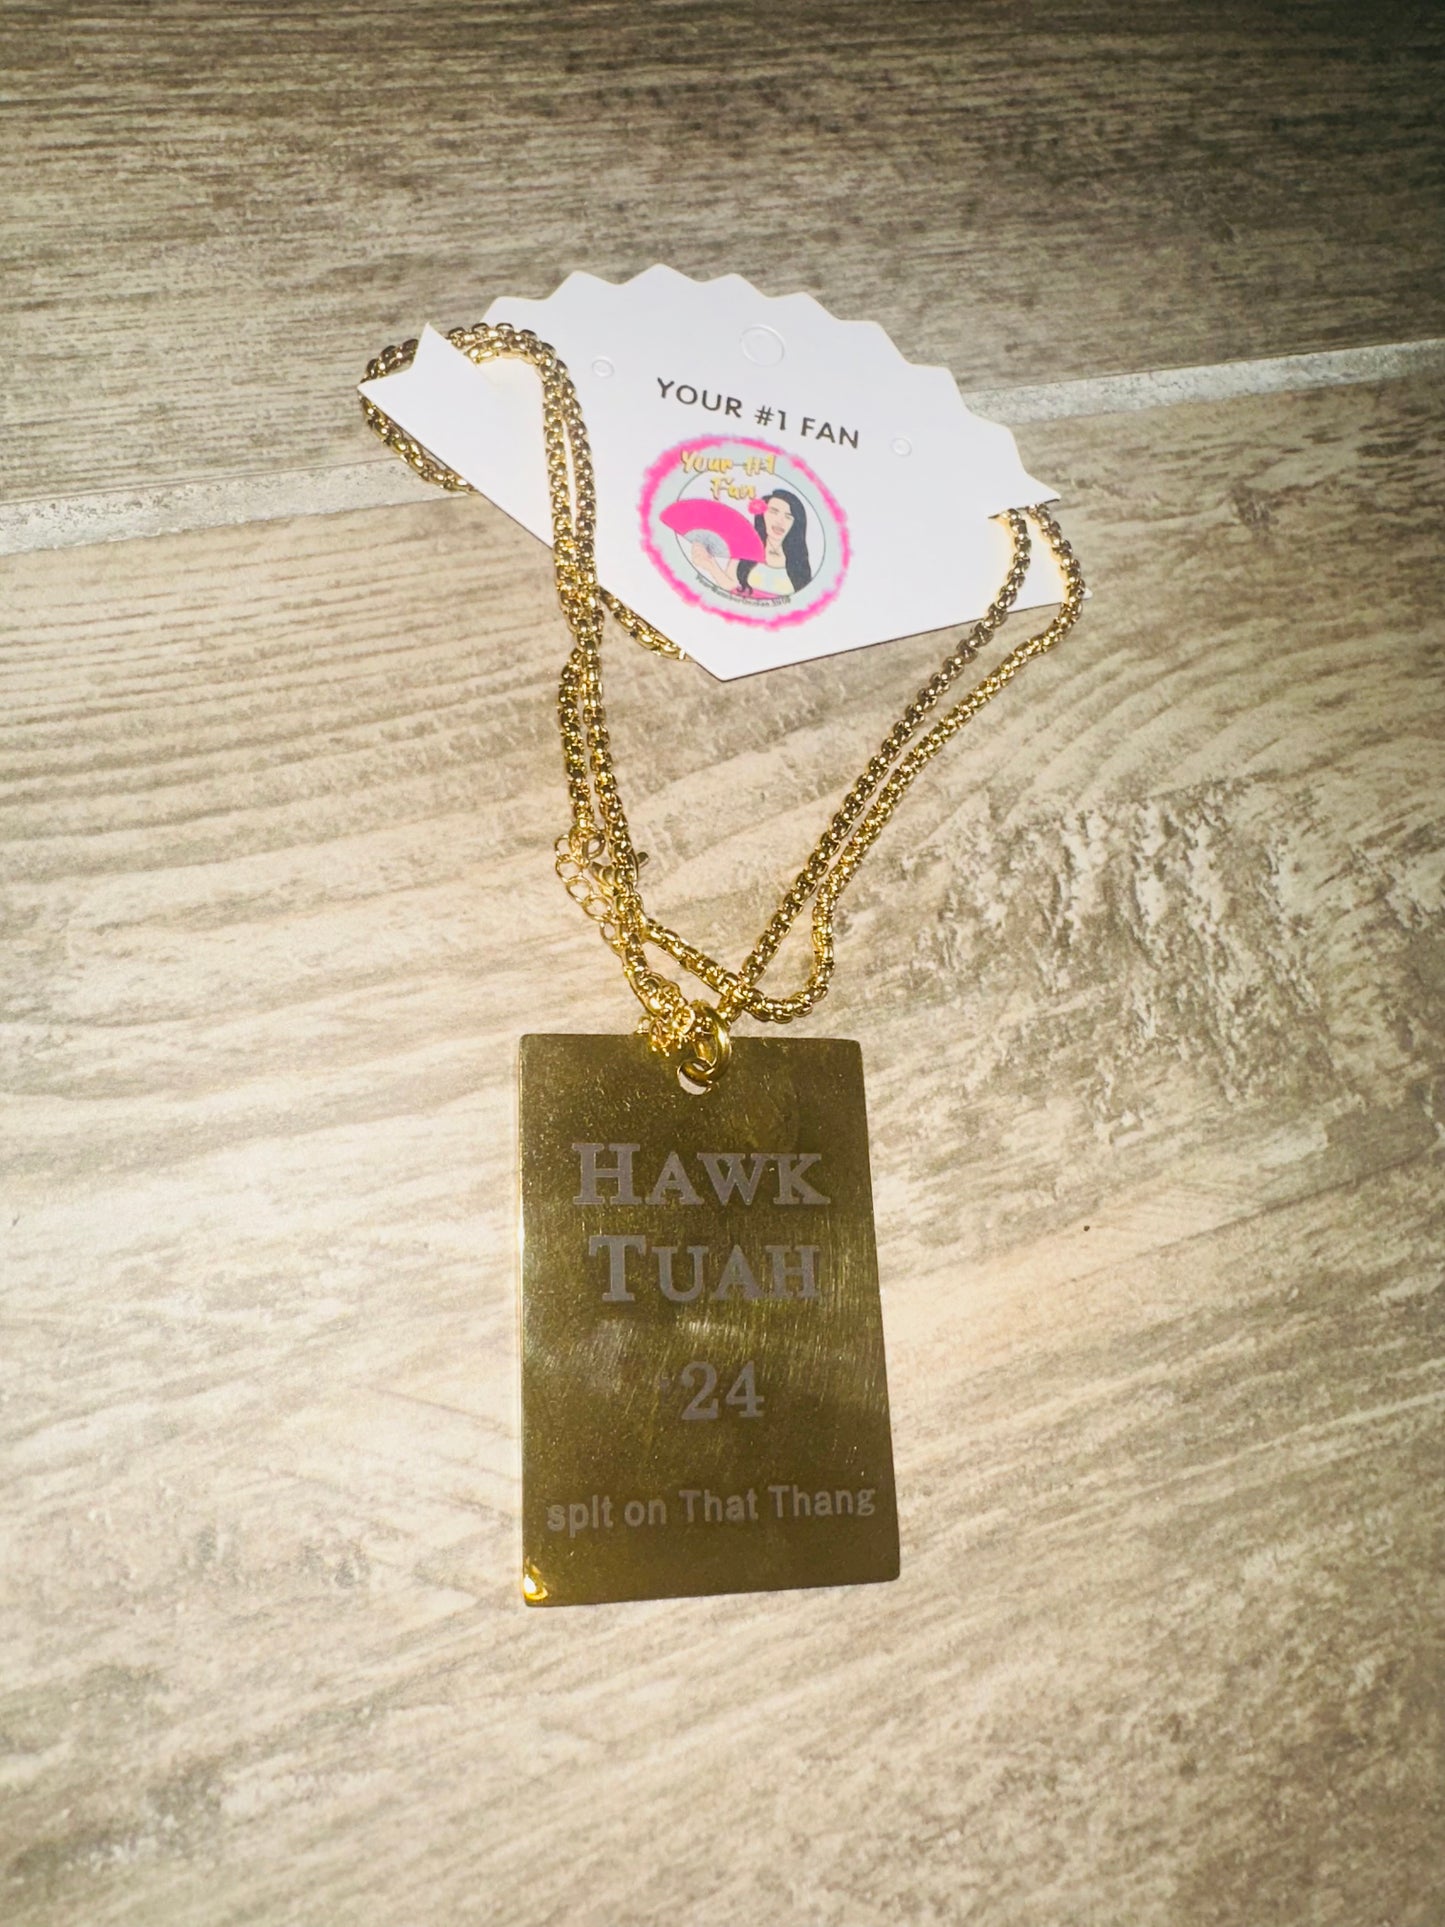 YOUR #1 FAN
Your #1
Fan
HAWK
TUAH
'24
spit on That Thang